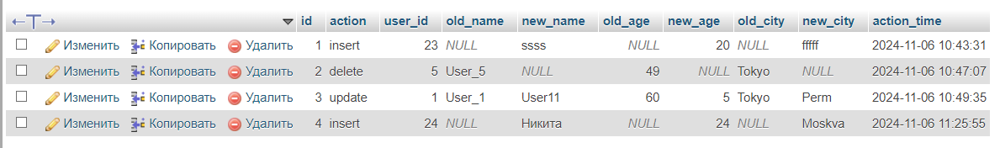 id action user_id old_name new_name old_age new_age old_city new_city action_time
Изменить Копировать Удалить 1 insert 23 NULL ssss NULL 20 NULL fffff 2024-11-06 10:43:31
Изменить Копировать Удалить 2 delete 5 User_5 NULL 49 NULL Tokyo NULL 2024-11-06 10:47:07
Изменить Копировать Удалить 3 update 1 User_1 User11 60 5 Tokyo Perm 2024-11-06 10:49:35
Изменить Копировать Удалить 4 insert 24 NULL Никита NULL 24 NULL Moskva 2024-11-06 11:25:55